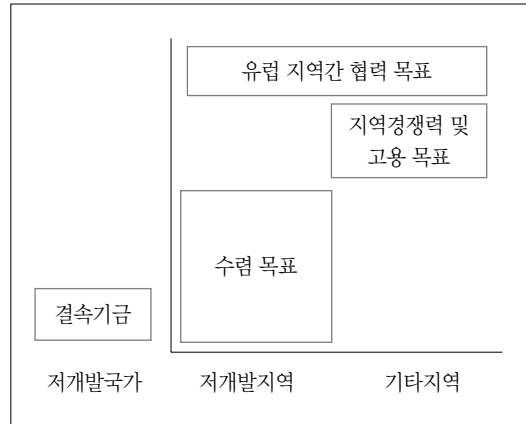 유럽 지역간 협력 목표
지역경쟁력 및
고용 목표
수렴 목표
결속기금
저개발국가
저개발지역
기타지역